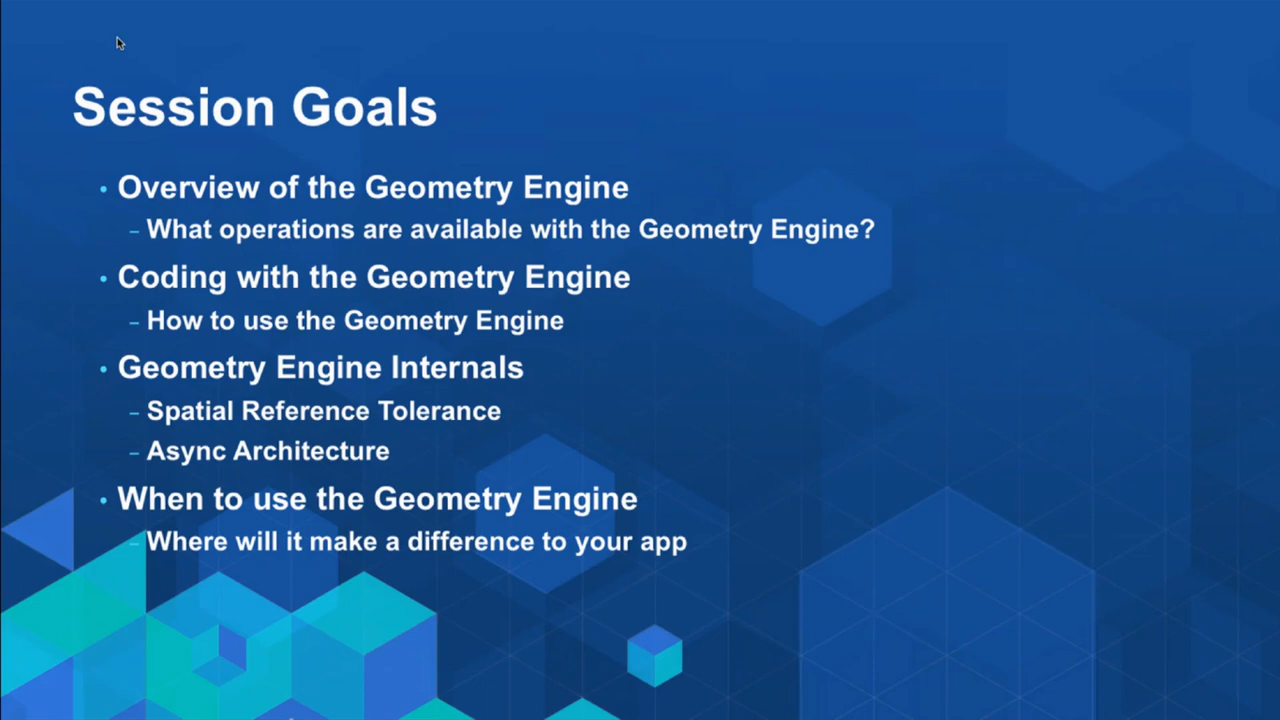 Session Goals
• Overview of the Geometry Engine
– What operations are available with the Geometry Engine?
• Coding with the Geometry Engine
– How to use the Geometry Engine
• Geometry Engine Internals
– Spatial Reference Tolerance
– Async Architecture
• When to use the Geometry Engine
– Where will it make a difference to your app